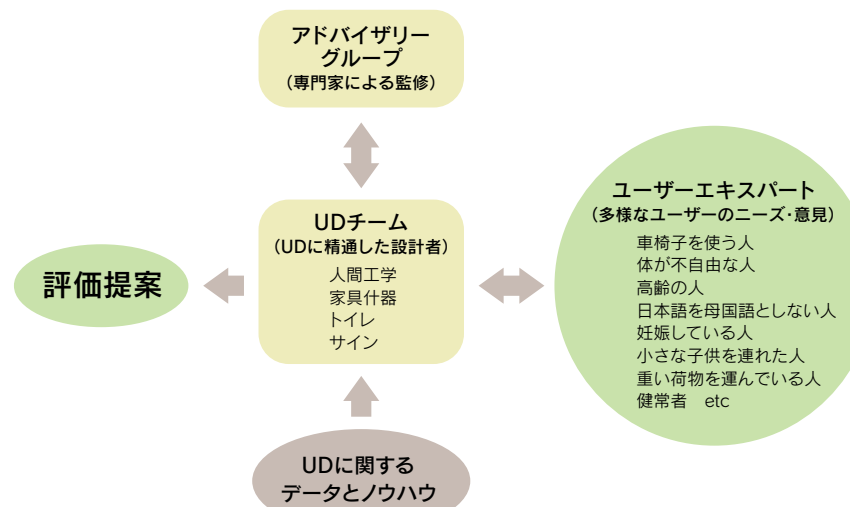 アドバイザリー
グループ
（専門家による監修）
UDチーム
（UDに精通した設計者）
人間工学
家具什器
トイレ
サイン
評価提案
ユーザーエキスパート
（多様なユーザーのニーズ・意見）
車椅子を使う人
体が不自由な人
高齢の人
日本語を母国語としない人
妊娠している人
小さな子供を連れた人
重い荷物を運んでいる人
健常者　etc
UDに関する
データとノウハウ